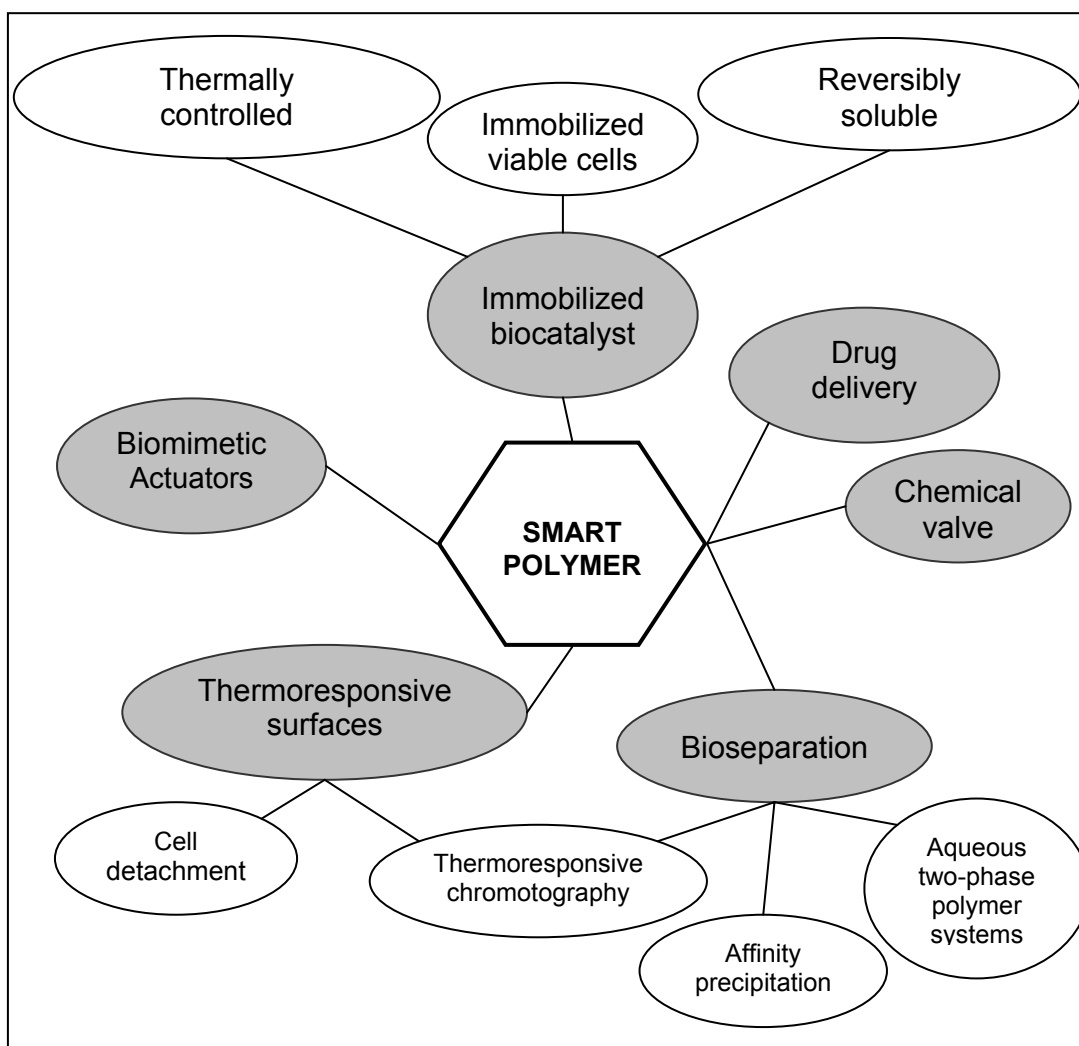 Thermally
controlled
Immobilized
viable cells
Reversibly
soluble
Immobilized
biocatalyst
Drug
delivery
Biomimetic
Actuators
Chemical
valve
SMART
POLYMER
Thermoresponsive
surfaces
Bioseparation
Cell
detachment
Thermoresponsive
chromotography
Aqueous
two-phase
polymer
systems
Affinity
precipitation